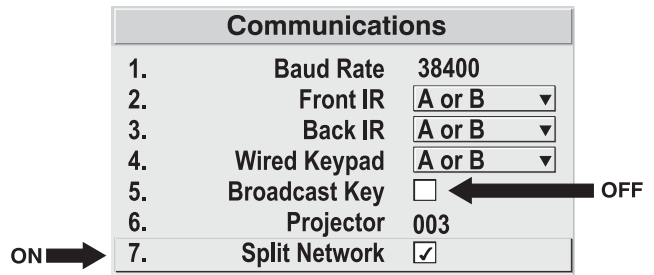 Communications
1. Baud Rate 38400
2. Front IR A or B
3. Back IR A or B
4. Wired Keypad A or B
5. Broadcast Key OFF
6. Projector 003
ON 7. Split Network